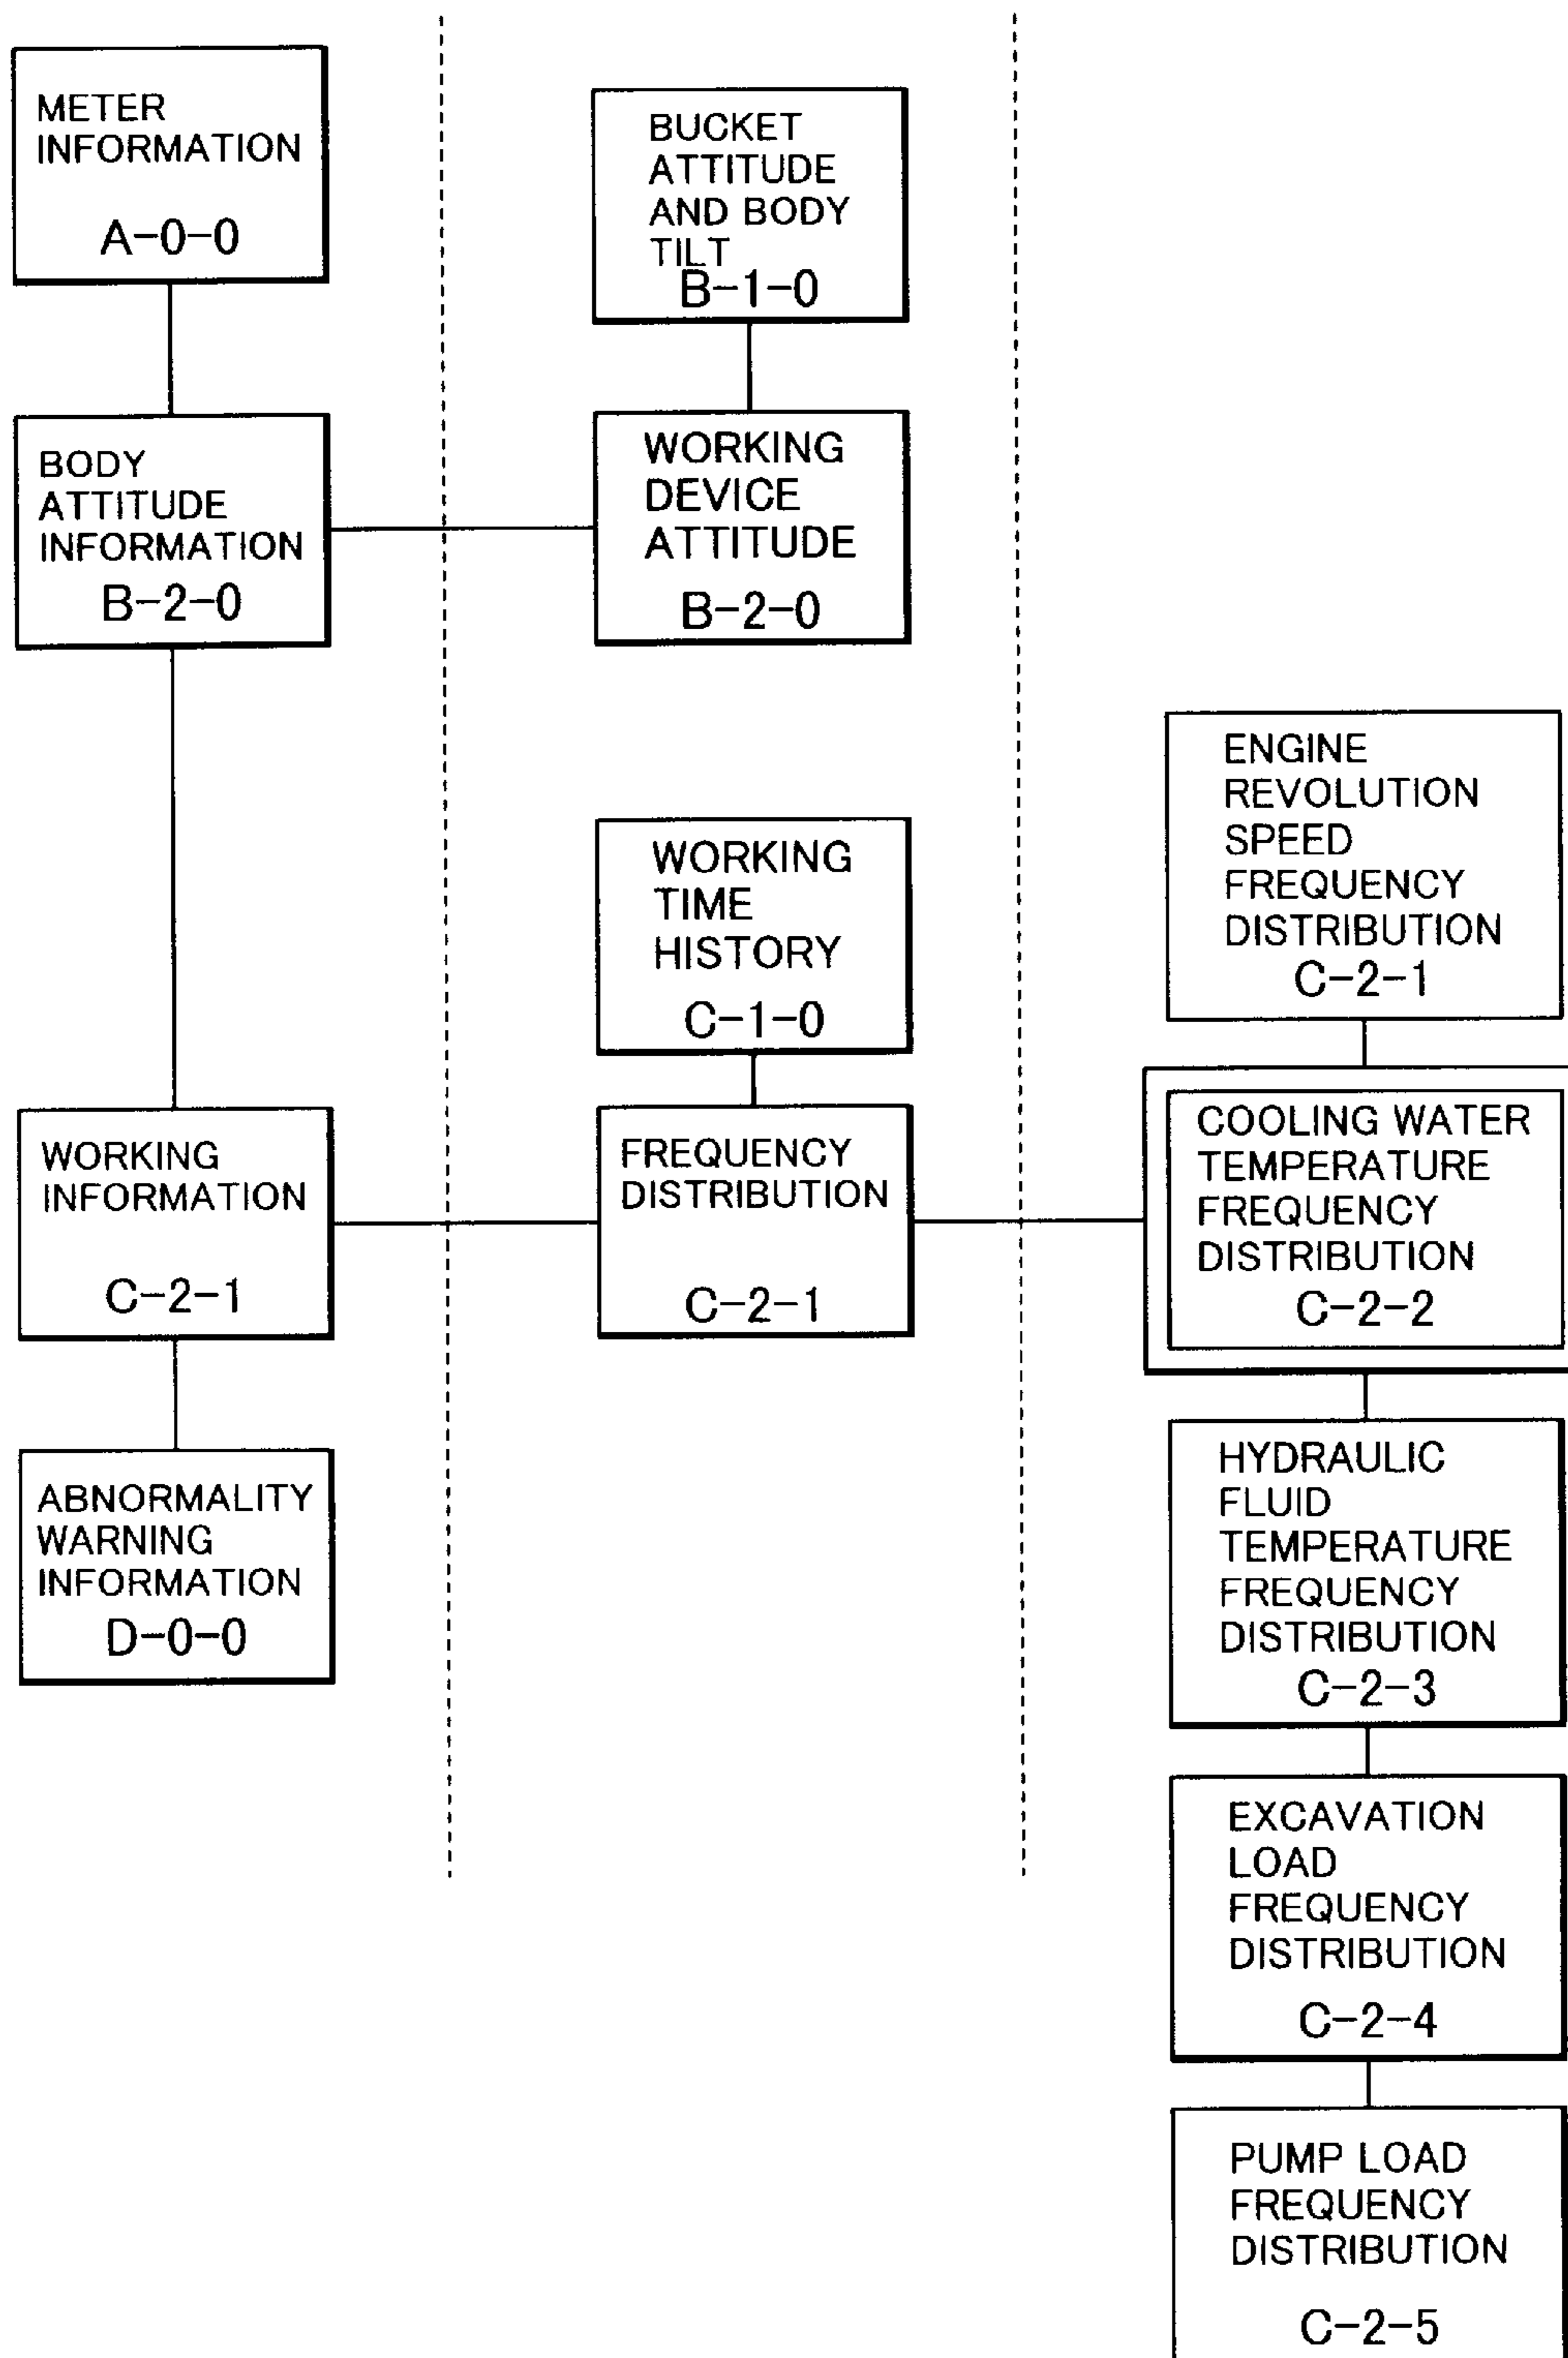 METER
INFORMATION
A-0-0
BODY
ATTITUDE
INFORMATION
B-2-0
WORKING
INFORMATION
C-2-1
ABNORMALITY
WARNING
INFORMATION
D-0-0
BUCKET
ATTITUDE
AND BODY
TILT
B-1-0
WORKING
DEVICE
ATTITUDE
B-2-0
WORKING
TIME
HISTORY
C-1-0
FREQUENCY
DISTRIBUTION
C-2-1
ENGINE
REVOLUTION
SPEED
FREQUENCY
DISTRIBUTION
C-2-1
COOLING WATER
TEMPERATURE
FREQUENCY
DISTRIBUTION
C-2-2
HYDRAULIC
FLUID
TEMPERATURE
FREQUENCY
DISTRIBUTION
C-2-3
EXCAVATION
LOAD
FREQUENCY
DISTRIBUTION
C-2-4
PUMP LOAD
FREQUENCY
DISTRIBUTION
C-2-5